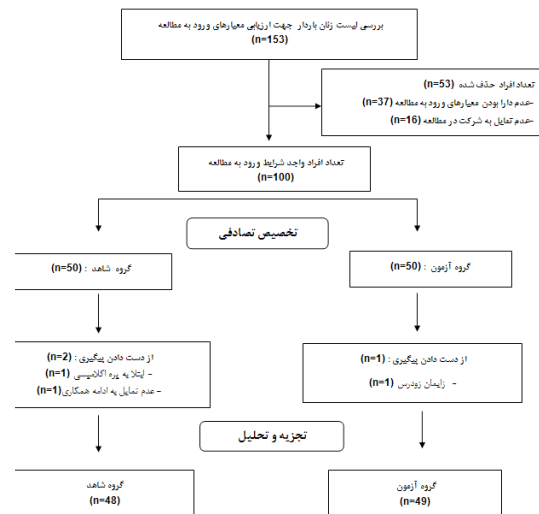 بررسی لیست زنان باردار جهت ارزیابی معیارهای ورود به مطالعه
(n=153)
تعداد افراد حذف شده (n=53)
-عدم دارا بودن معیارهای ورود به مطالعه (n=37)
-عدم تمایل به شرکت در مطالعه (n=16)
تعداد افراد واجد شرایط ورود به مطالعه
(n=100)
تخصیص تصادفی
گروه آزمون : (n=50)
گروه شاهد : (n=50)
از دست دادن پیگیری : (n=1)
- زایمان زودرس (n=1)
از دست دادن پیگیری : (n=2)
- ابتلا به پره اکلامپسی (n=1)
- عدم تمایل به ادامه همکاری(n=1)
تجزیه و تحلیل
گروه آزمون
(n=49)
گروه شاهد
(n=48)